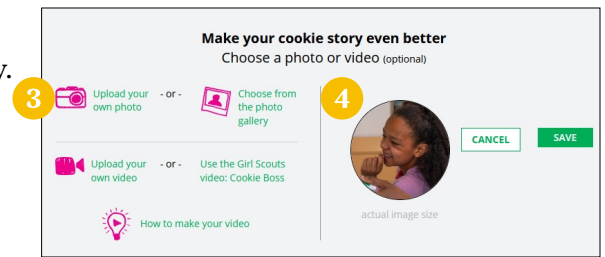 y.
Make your cookie story even better
Choose a photo or video (optional)
3
Upload your
own photo
- or -
Choose from
the photo
gallery
Upload your
own video
- or -
Use the Girl Scouts
video: Cookie Boss
How to make your video
4
CANCEL
SAVE
actual image size